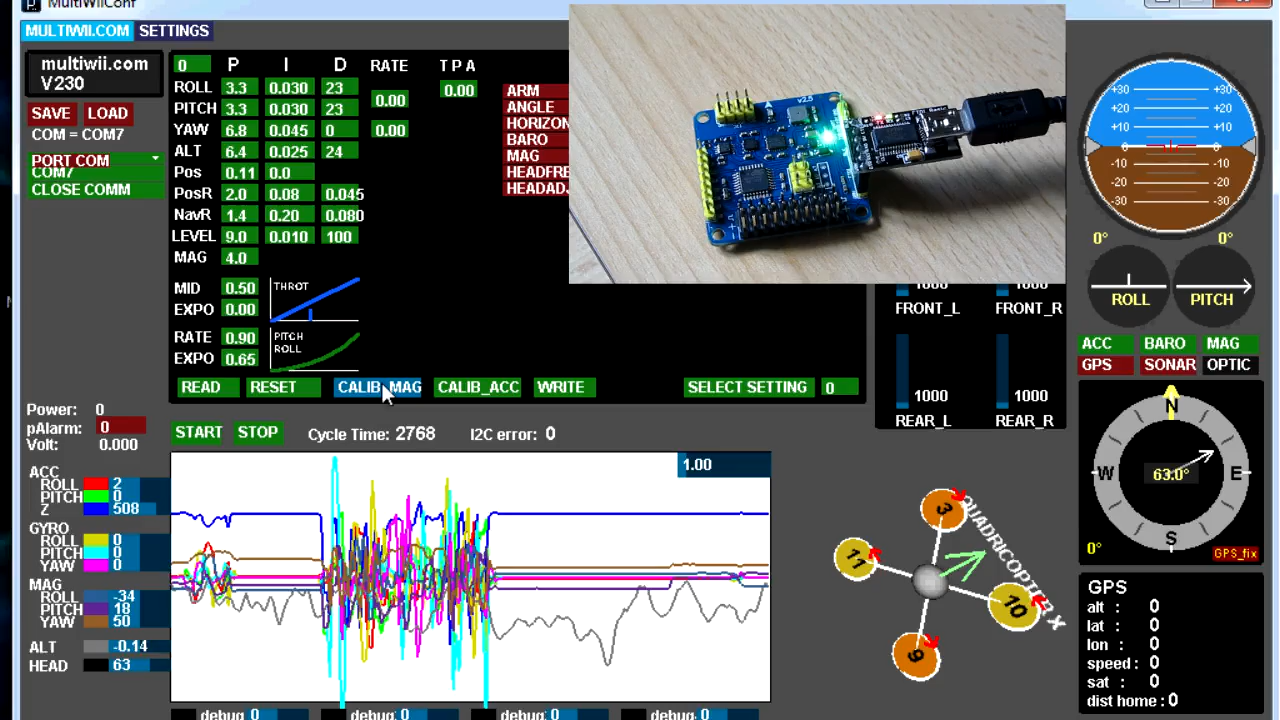 MultiWiiConf
MULTIWII.COM SETTINGS
multiwii.com
V230
SAVE LOAD
COM = COM7
PORT COM
COM7
CLOSE COMM
0 P I D RATE T P A
ROLL 3.3 0.030 23
0.00 0.00
PITCH 3.3 0.030 23
YAW 6.8 0.045 0 0.00
ALT 6.4 0.025 24
Pos 0.11 0.0
PosR 2.0 0.08 0.045
NavR 1.4 0.20 0.080
LEVEL 9.0 0.010 100
MAG 4.0
MID 0.50
EXPO 0.00
THROT
RATE 0.90
EXPO 0.65
PITCH
ROLL
ARM
ANGLE
HORIZON
BARO
MAG
HEADFRE
HEADADJ
v2.5
READ RESET CALIB_MAG CALIB_ACC WRITE SELECT SETTING 0
1000 1000
FRONT_L FRONT_R
1000 1000
REAR_L REAR_R
+30 +30
+20 +20
+10 +10
0 0
-10 -10
-20 -20
-30 -30
0° 0°
ROLL PITCH
ACC BARO MAG
GPS SONAR OPTIC
N
W 63.0° E
S
0° GPS_fix
Power: 0
pAlarm: 0
Volt: 0.000
START STOP Cycle Time: 2768 I2C error: 0
1.00
ACC
ROLL 2
PITCH 0
Z 508
GYRO
ROLL 0
PITCH 0
YAW 0
MAG
ROLL -34
PITCH 18
YAW 50
ALT -0.14
HEAD 63
3
11
10
9
QUADRICOPTER X
GPS
alt : 0
lat : 0
lon : 0
speed : 0
sat : 0
dist home : 0
debug 0 debug: 0 debug: 0 debug: 0